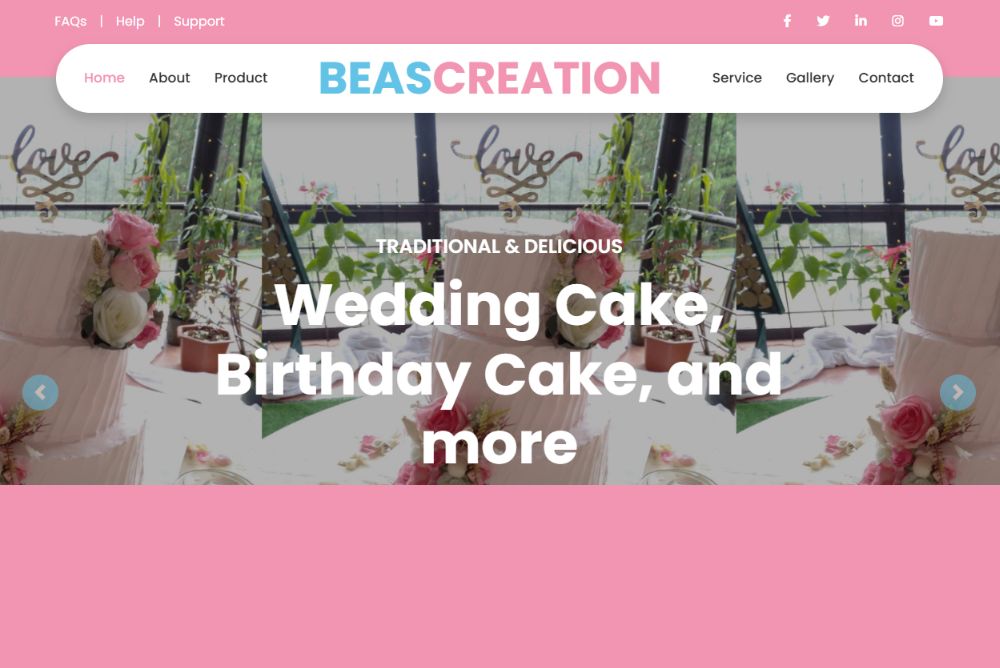 FAQs | Help | Support
Home About Product BEASCREATION Service Gallery Contact
love love love
TRADITIONAL & DELICIOUS
Wedding Cake,
Birthday Cake, and
more